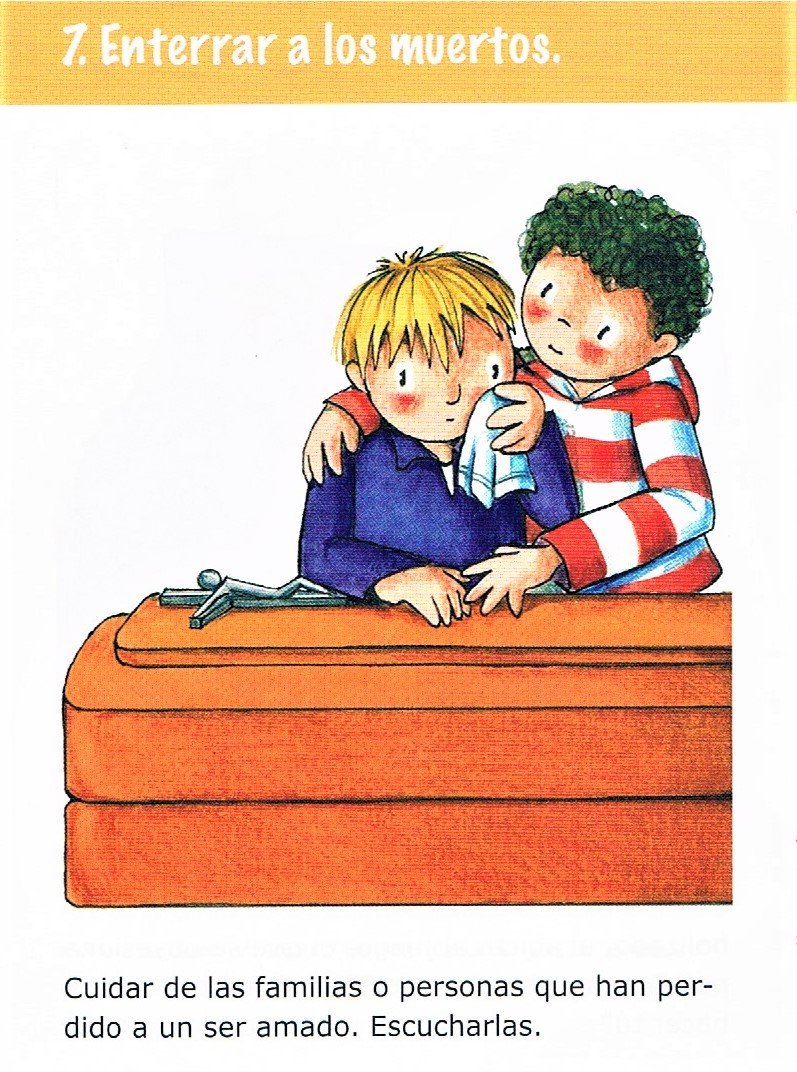 7. Enterrar a los muertos.
Cuidar de las familias o personas que han per-
dido a un ser amado. Escucharlas.